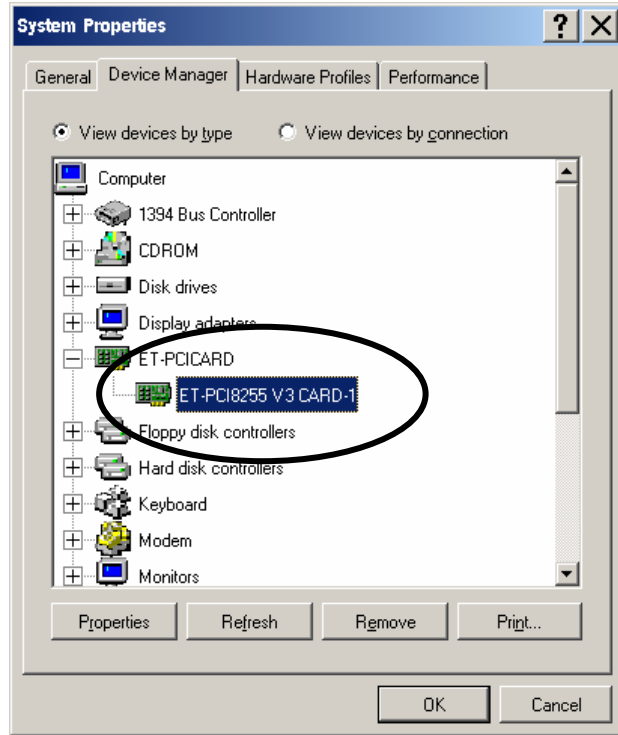 System Properties
General Device Manager Hardware Profiles Performance
View devices by type View devices by connection
Computer
1394 Bus Controller
CDROM
Disk drives
Display adapters
ET-PCICARD
ET-PCI8255 V3 CARD-1
Floppy disk controllers
Hard disk controllers
Keyboard
Modem
Monitors
Properties Refresh Remove Print...
OK Cancel